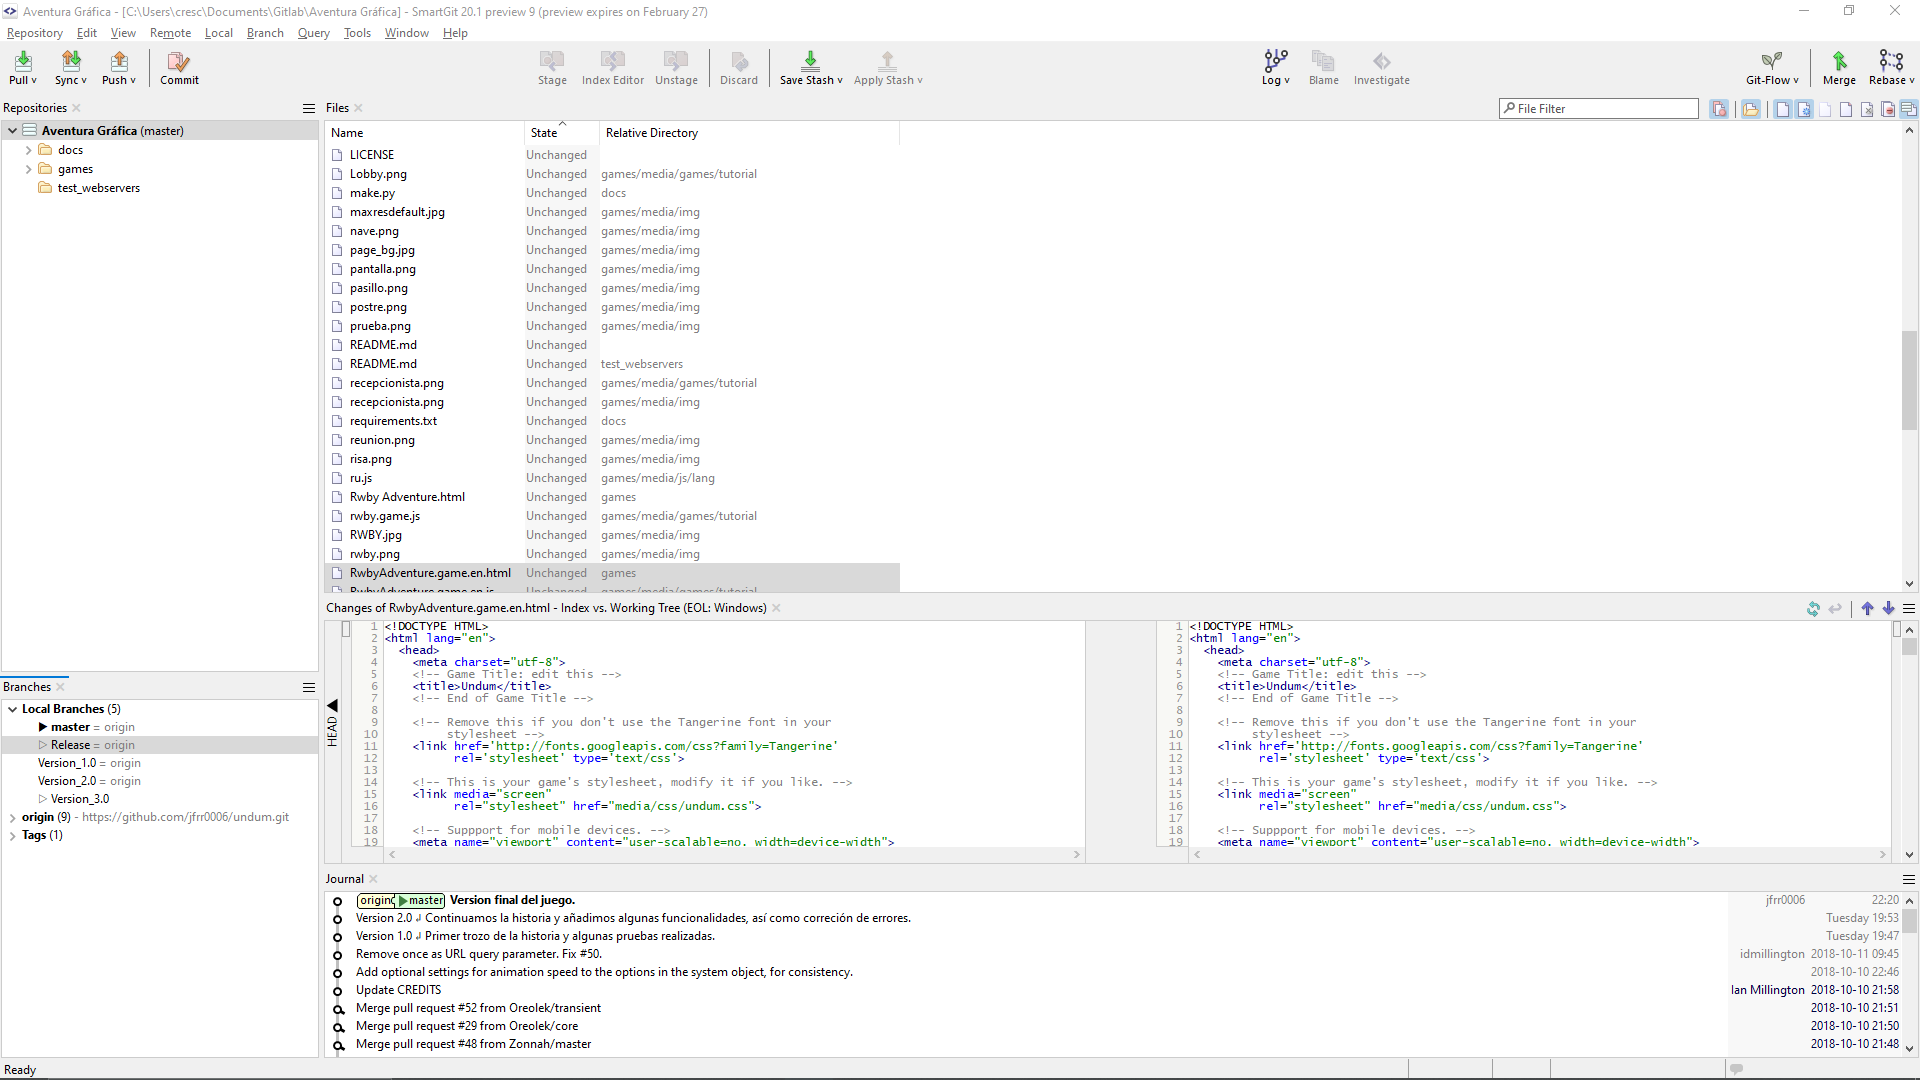 Aventura Gráfica - [C:\Users\cresc\Documents\Gitlab\Aventura Gráfica] - SmartGit 20.1 preview 9 (preview expires on February 27)
Repository Edit View Remote Local Branch Query Tools Window Help
Pull Sync Push Commit Stage Index Editor Unstage Discard Save Stash Apply Stash Log Blame Investigate Git-Flow Merge Rebase
Repositories
Aventura Gráfica (master)
docs
games
test_webservers
Files
File Filter
Name State Relative Directory
LICENSE Unchanged
Lobby.png Unchanged games/media/games/tutorial
make.py Unchanged docs
maxresdefault.jpg Unchanged games/media/img
nave.png Unchanged games/media/img
page_bg.jpg Unchanged games/media/img
pantalla.png Unchanged games/media/img
pasillo.png Unchanged games/media/img
postre.png Unchanged games/media/img
prueba.png Unchanged games/media/img
README.md Unchanged
README.md Unchanged test_webservers
recepcionista.png Unchanged games/media/games/tutorial
recepcionista.png Unchanged games/media/img
requirements.txt Unchanged docs
reunion.png Unchanged games/media/img
risa.png Unchanged games/media/img
ru.js Unchanged games/media/js/lang
Rwby Adventure.html Unchanged games
rwby.game.js Unchanged games/media/games/tutorial
RWBY.jpg Unchanged games/media/img
rwby.png Unchanged games/media/img
RwbyAdventure.game.en.html Unchanged games
RwbyAdventure.game.en.js Unchanged games/media/games/tutorial
Branches
Local Branches (5)
master = origin
Release = origin
Version_1.0 = origin
Version_2.0 = origin
Version_3.0
origin (9) - https://github.com/jfrr0006/undum.git
Tags (1)
Changes of RwbyAdventure.game.en.html - Index vs. Working Tree (EOL: Windows)
HEAD
1 <!DOCTYPE HTML>
2 <html lang="en">
3 <head>
4 <meta charset="utf-8">
5 <!-- Game Title: edit this -->
6 <title>Undum</title>
7 <!-- End of Game Title -->
8
9 <!-- Remove this if you don't use the Tangerine font in your
10 stylesheet -->
11 <link href='http://fonts.googleapis.com/css?family=Tangerine'
12 rel='stylesheet' type='text/css'>
13
14 <!-- This is your game's stylesheet, modify it if you like. -->
15 <link media="screen"
16 rel="stylesheet" href="media/css/undum.css">
17
18 <!-- Suppport for mobile devices. -->
19 <meta name="viewport" content="user-scalable=no, width=device-width">
1 <!DOCTYPE HTML>
2 <html lang="en">
3 <head>
4 <meta charset="utf-8">
5 <!-- Game Title: edit this -->
6 <title>Undum</title>
7 <!-- End of Game Title -->
8
9 <!-- Remove this if you don't use the Tangerine font in your
10 stylesheet -->
11 <link href='http://fonts.googleapis.com/css?family=Tangerine'
12 rel='stylesheet' type='text/css'>
13
14 <!-- This is your game's stylesheet, modify it if you like. -->
15 <link media="screen"
16 rel="stylesheet" href="media/css/undum.css">
17
18 <!-- Suppport for mobile devices. -->
19 <meta name="viewport" content="user-scalable=no, width=device-width">
Journal
origin master Version final del juego. jfrr0006 22:20
Version 2.0 ↲ Continuamos la historia y añadimos algunas funcionalidades, así como correción de errores. Tuesday 19:53
Version 1.0 ↲ Primer trozo de la historia y algunas pruebas realizadas. Tuesday 19:47
Remove once as URL query parameter. Fix #50. idmillington 2018-10-11 09:45
Add optional settings for animation speed to the options in the system object, for consistency. 2018-10-10 22:46
Update CREDITS Ian Millington 2018-10-10 21:58
Merge pull request #52 from Oreolek/transient 2018-10-10 21:51
Merge pull request #29 from Oreolek/core 2018-10-10 21:50
Merge pull request #48 from Zonnah/master 2018-10-10 21:48
Ready